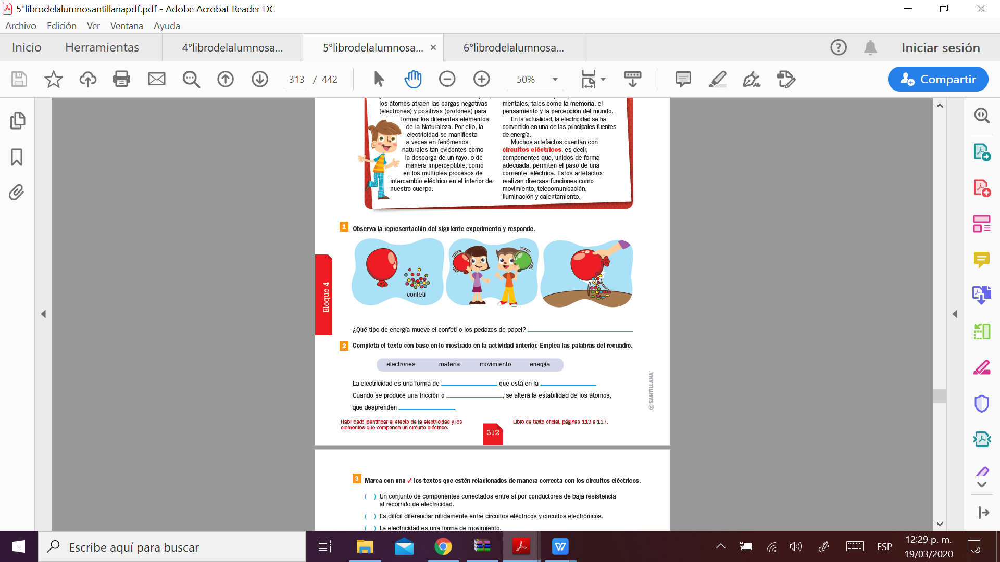 5°librodelalumnosantillanapdf.pdf - Adobe Acrobat Reader DC
Archivo Edición Ver Ventana Ayuda
Inicio Herramientas 4°librodelalumnosa... 5°librodelalumnosa... 6°librodelalumnosa... Iniciar sesión
313 / 442 50% Compartir
los átomos atraen las cargas negativas
(electrones) y positivas (protones) para
formar los diferentes elementos
de la Naturaleza. Por ello, la
electricidad se manifiesta
a veces en fenómenos
naturales tan evidentes como
la descarga de un rayo, o de
manera imperceptible, como
en los múltiples procesos de
intercambio eléctrico en el interior de
nuestro cuerpo.
mentales, tales como la memoria, el
pensamiento y la percepción del mundo.
En la actualidad, la electricidad se ha
convertido en una de las principales fuentes
de energía.
Muchos artefactos cuentan con
circuitos eléctricos, es decir,
componentes que, unidos de forma
adecuada, permiten el paso de una
corriente eléctrica. Estos artefactos
realizan diversas funciones como
movimiento, telecomunicación,
iluminación y calentamiento.
1 Observa la representación del siguiente experimento y responde.
confeti
Bloque 4
¿Qué tipo de energía mueve el confeti o los pedazos de papel?
2 Completa el texto con base en lo mostrado en la actividad anterior. Emplea las palabras del recuadro.
electrones materia movimiento energía
La electricidad es una forma de que está en la
Cuando se produce una fricción o , se altera la estabilidad de los átomos,
que desprenden
© SANTILLANA
Habilidad: Identificar el efecto de la electricidad y los
elementos que componen un circuito eléctrico.
312
Libro de texto oficial, páginas 113 a 117.
3 Marca con una ✓ los textos que estén relacionados de manera correcta con los circuitos eléctricos.
( ) Un conjunto de componentes conectados entre sí por conductores de baja resistencia
al recorrido de electricidad.
( ) Es difícil diferenciar nítidamente entre circuitos eléctricos y circuitos electrónicos.
( ) La electricidad es una forma de movimiento.
Escribe aquí para buscar
ESP
12:29 p. m.
19/03/2020